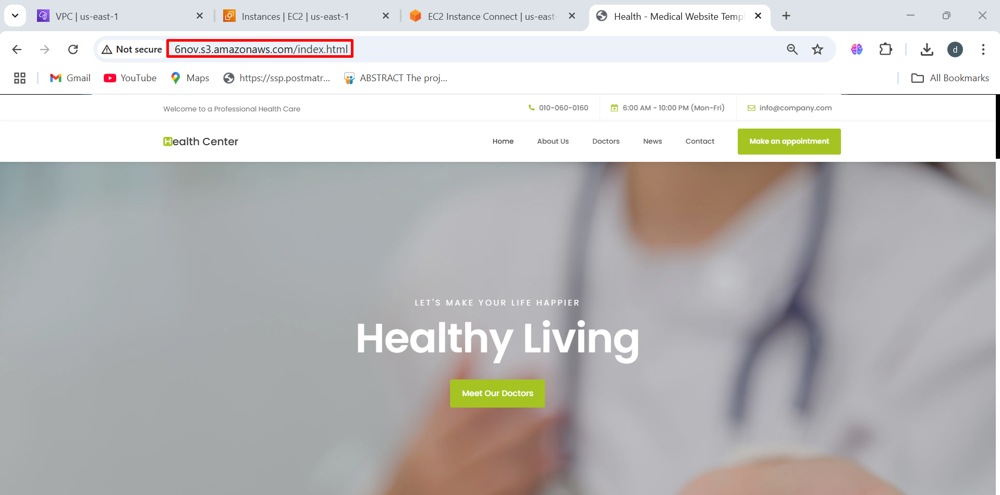 VPC | us-east-1
Instances | EC2 | us-east-1
EC2 Instance Connect | us-east-
Health - Medical Website Templ
Not secure
6nov.s3.amazonaws.com/index.html
d
Gmail
YouTube
Maps
https://ssp.postmatr...
ABSTRACT The proj...
All Bookmarks
Welcome to a Professional Health Care
010-060-0160
6:00 AM - 10:00 PM (Mon-Fri)
info@company.com
Health Center
Home
About Us
Doctors
News
Contact
Make an appointment
LET'S MAKE YOUR LIFE HAPPIER
Healthy Living
Meet Our Doctors